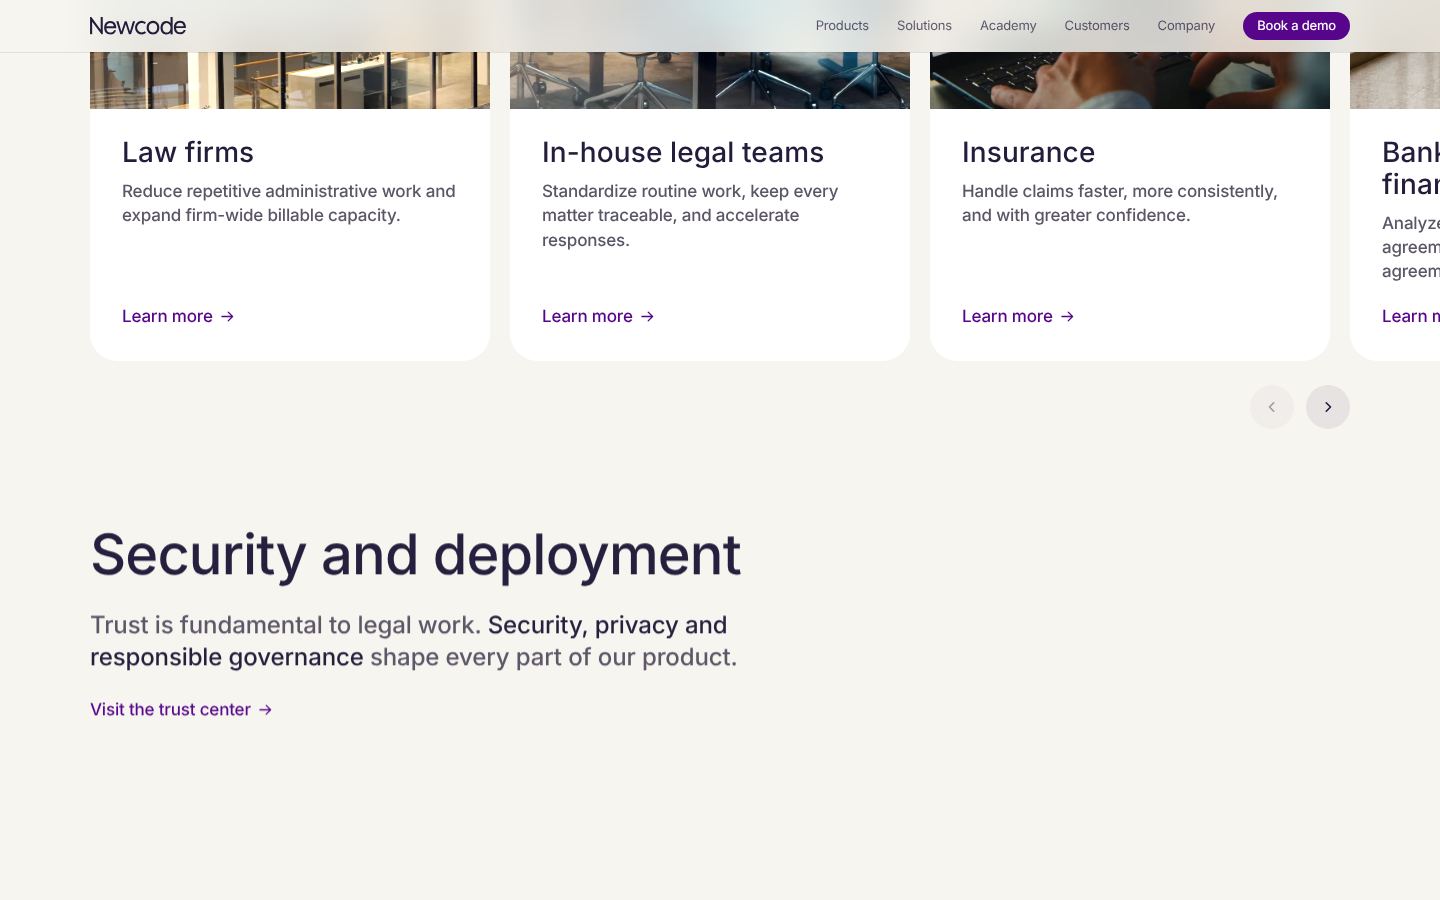 Newcode
Products
Solutions
Academy
Customers
Company
Book a demo
Law firms
Reduce repetitive administrative work and
expand firm-wide billable capacity.
Learn more →
In-house legal teams
Standardize routine work, keep every
matter traceable, and accelerate
responses.
Learn more →
Insurance
Handle claims faster, more consistently,
and with greater confidence.
Learn more →
Security and deployment
Trust is fundamental to legal work. Security, privacy and
responsible governance shape every part of our product.
Visit the trust center →